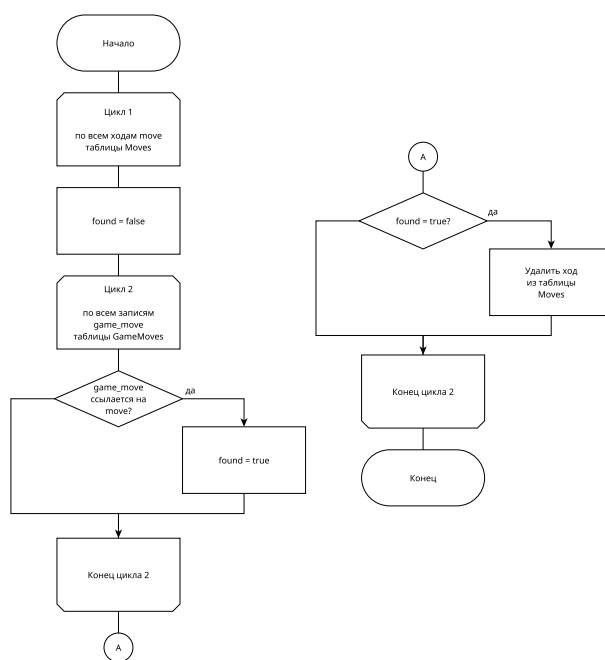 Начало
Цикл 1
по всем ходам move
таблицы Moves
found = false
Цикл 2
по всем записям
game_move
таблицы GameMoves
game_move
ссылается на
move?
да
found = true
Конец цикла 2
A
A
found = true?
да
Удалить ход
из таблицы
Moves
Конец цикла 2
Конец